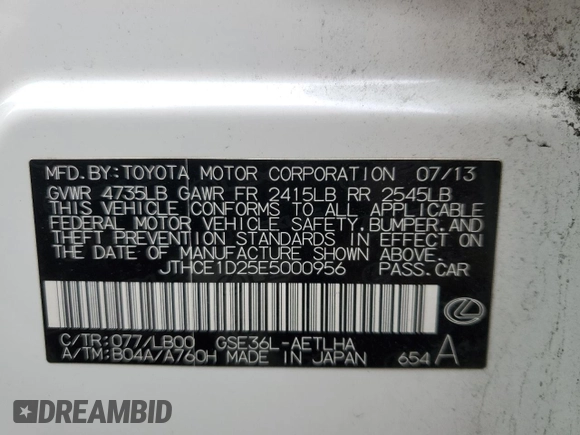 MFD.BY:TOYOTA MOTOR CORPORATION 07/13
GVWR 4735LB GAWR FR 2415LB RR 2545LB
THIS VEHICLE CONFORMS TO ALL APPLICABLE
FEDERAL MOTOR VEHICLE SAFETY,BUMPER,AND
THEFT PREVENTION STANDARDS IN EFFECT ON
THE DATE OF MANUFACTURE SHOWN ABOVE.
JTHCE1D25E5000956 PASS.CAR
C/TR:077/LB00 GSE36L-AETLHA
A/TM:B04A/A760H MADE IN JAPAN 654 A
DREAMBID